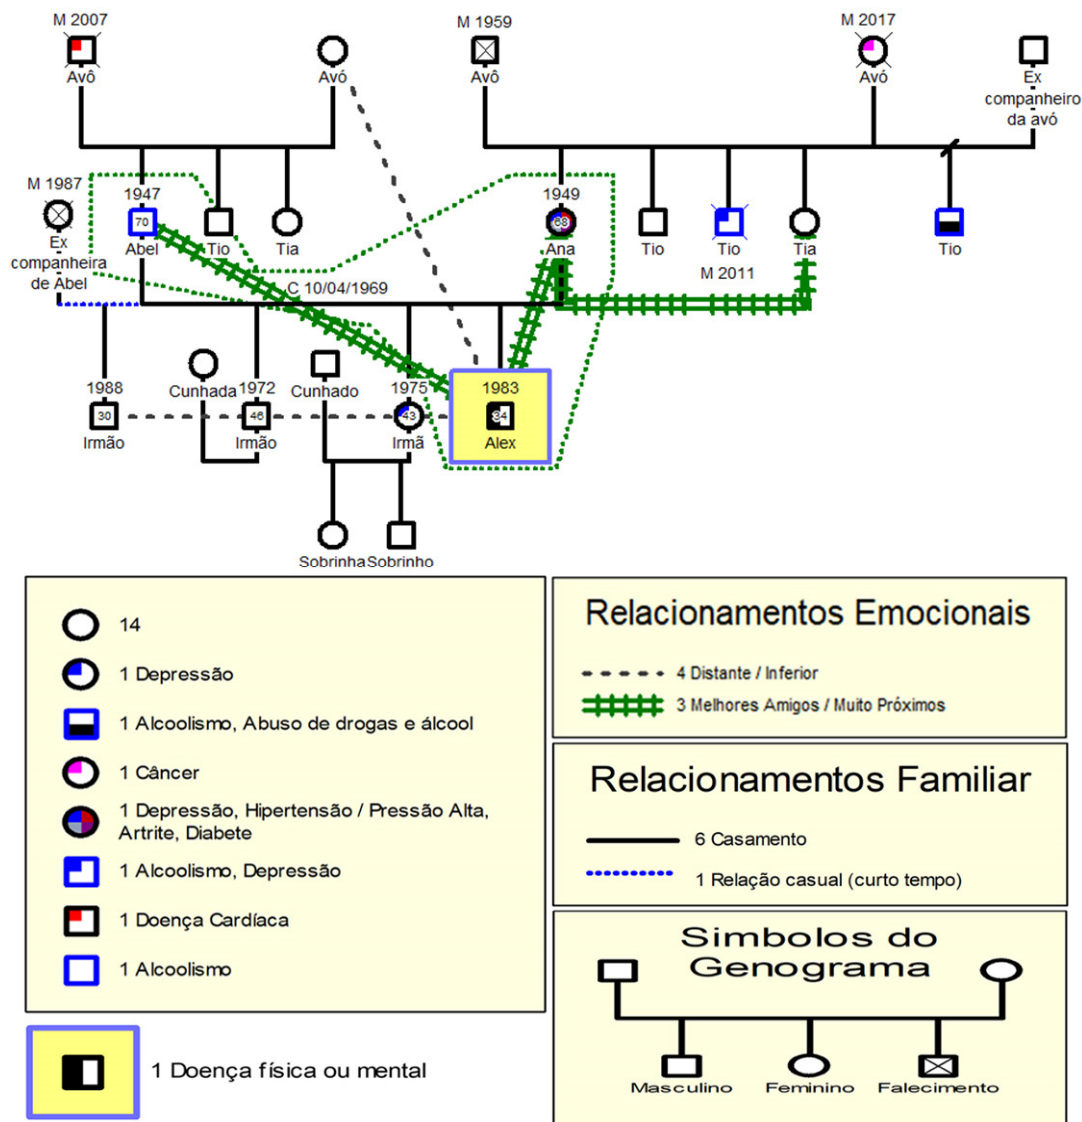 M 2007
M 1959
M 2017
Avô
Avó
Avô
Avó
Ex
companheiro
da avó
M 1987
1947
1949
70
68
Ex
companheira
de Abel
Abel
Tio
Tia
Ana
Tio
Tio
Tia
Tio
M 2011
C 10/04/1969
Cunhada
Cunhado
1988
1972
1975
1983
30
46
43
34
Irmão
Irmão
Irmã
Alex
Sobrinha
Sobrinho
14
1 Depressão
1 Alcoolismo, Abuso de drogas e álcool
1 Câncer
1 Depressão, Hipertensão / Pressão Alta,
Artrite, Diabete
1 Alcoolismo, Depressão
1 Doença Cardíaca
1 Alcoolismo
1 Doença física ou mental
Relacionamentos Emocionais
4 Distante / Inferior
3 Melhores Amigos / Muito Próximos
Relacionamentos Familiar
6 Casamento
1 Relação casual (curto tempo)
Simbolos do
Genograma
Masculino
Feminino
Falecimento